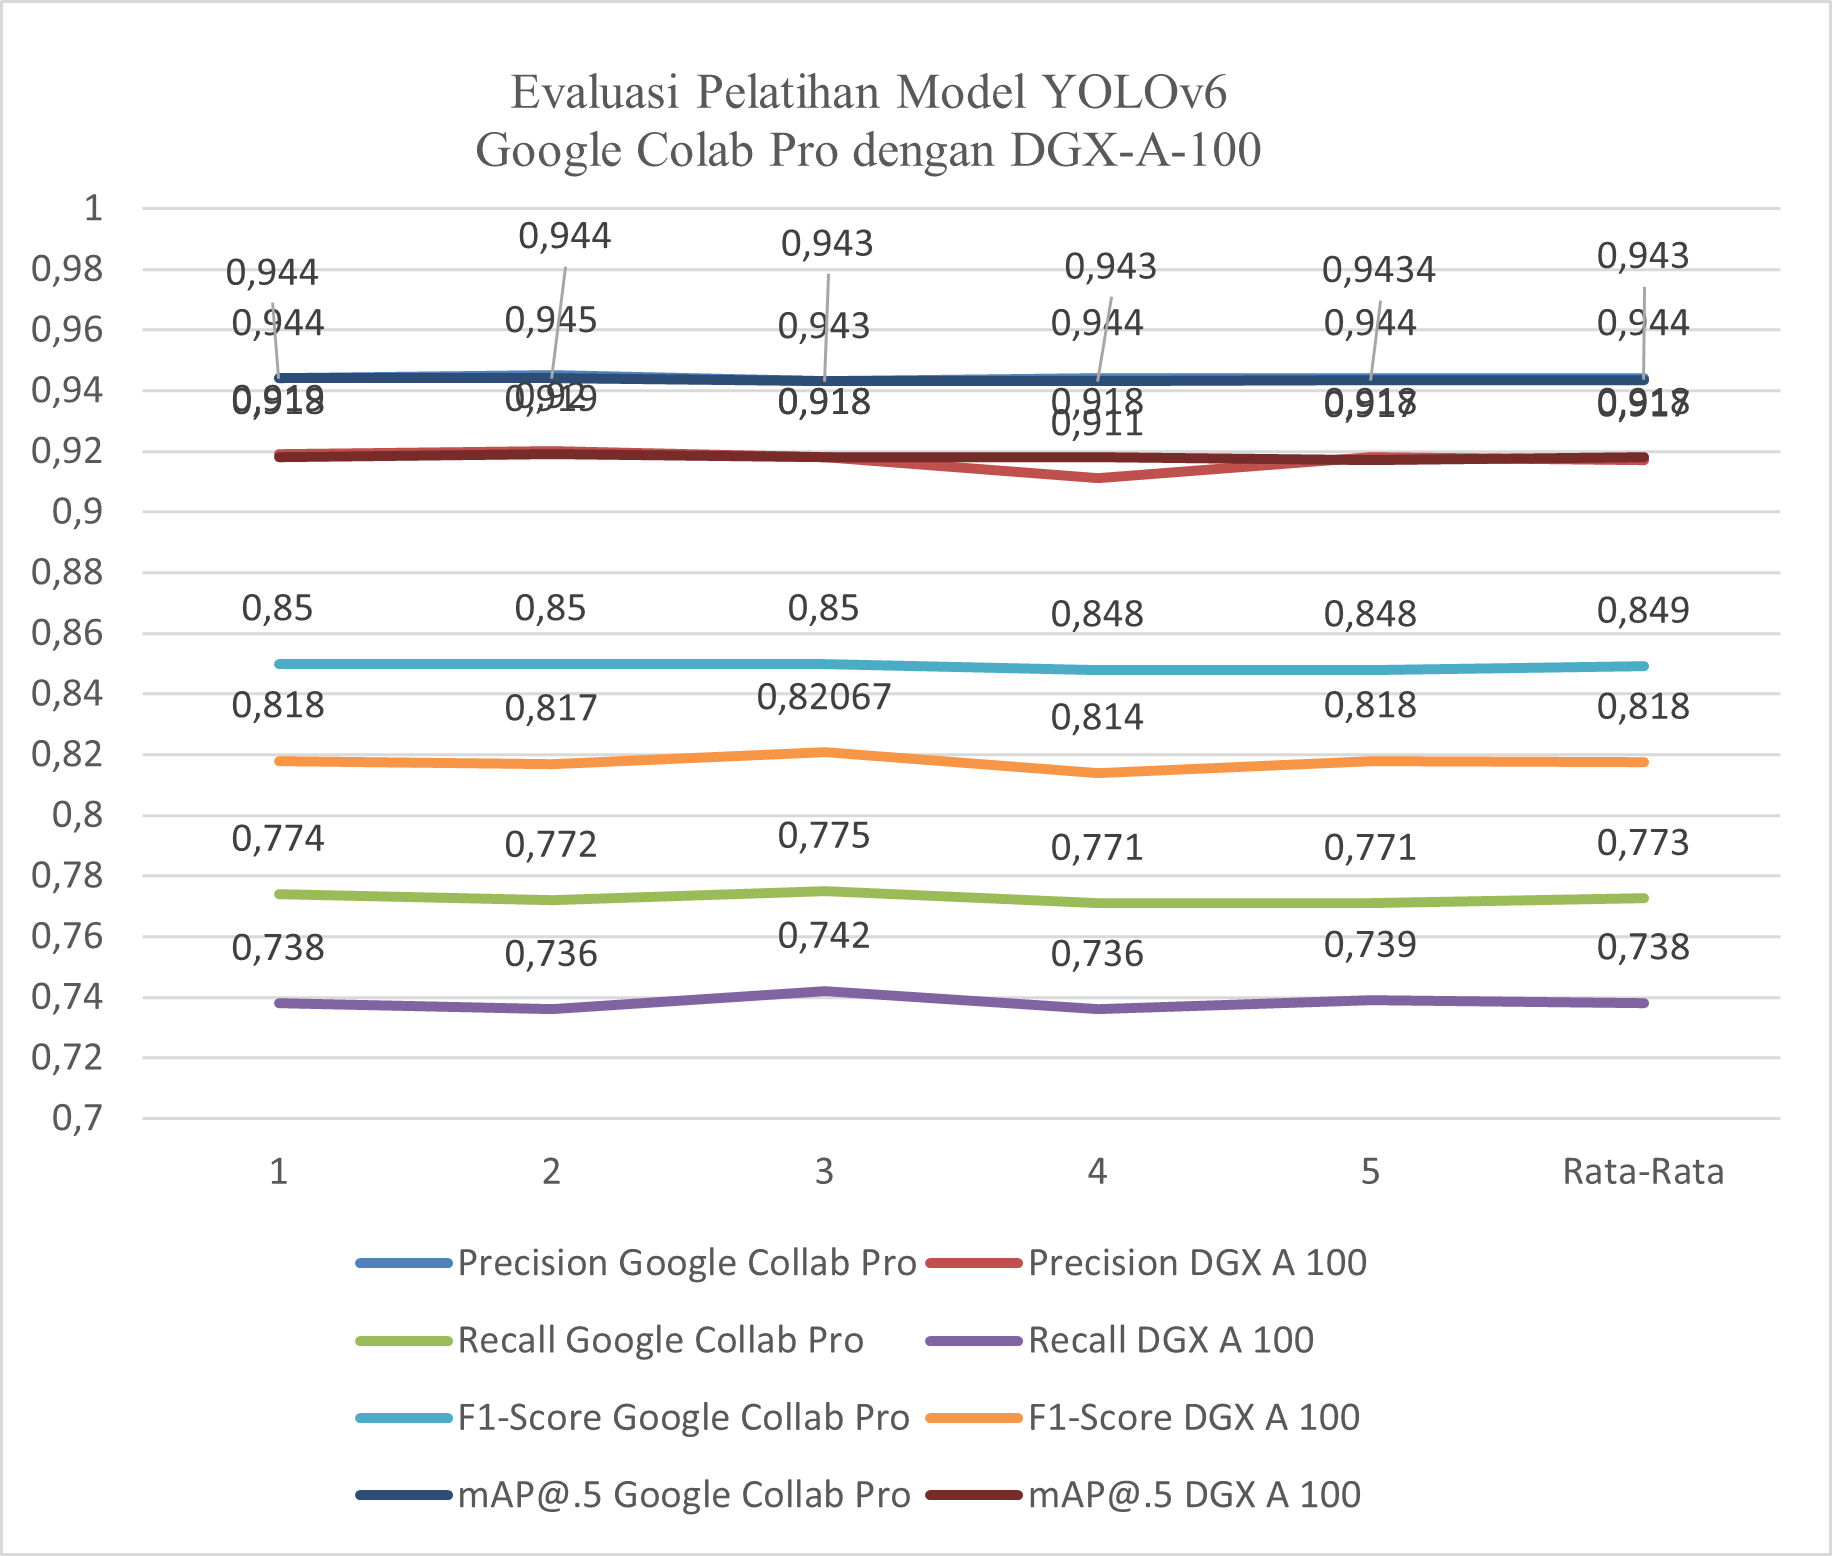 Evaluasi Pelatihan Model YOLOv6
Google Colab Pro dengan DGX-A-100
1
0,98
0,96
0,94
0,92
0,9
0,88
0,86
0,84
0,82
0,8
0,78
0,76
0,74
0,72
0,7
0,944 0,944 0,943 0,943 0,9434 0,943
0,944 0,945 0,943 0,944 0,944 0,944
0,918 0,919 0,918 0,918 0,917 0,918
0,919 0,92 0,911 0,918 0,917
0,85 0,85 0,85 0,848 0,848 0,849
0,818 0,817 0,82067 0,814 0,818 0,818
0,774 0,772 0,775 0,771 0,771 0,773
0,738 0,736 0,742 0,736 0,739 0,738
1 2 3 4 5 Rata-Rata
Precision Google Collab Pro Precision DGX A 100
Recall Google Collab Pro Recall DGX A 100
F1-Score Google Collab Pro F1-Score DGX A 100
mAP@.5 Google Collab Pro mAP@.5 DGX A 100